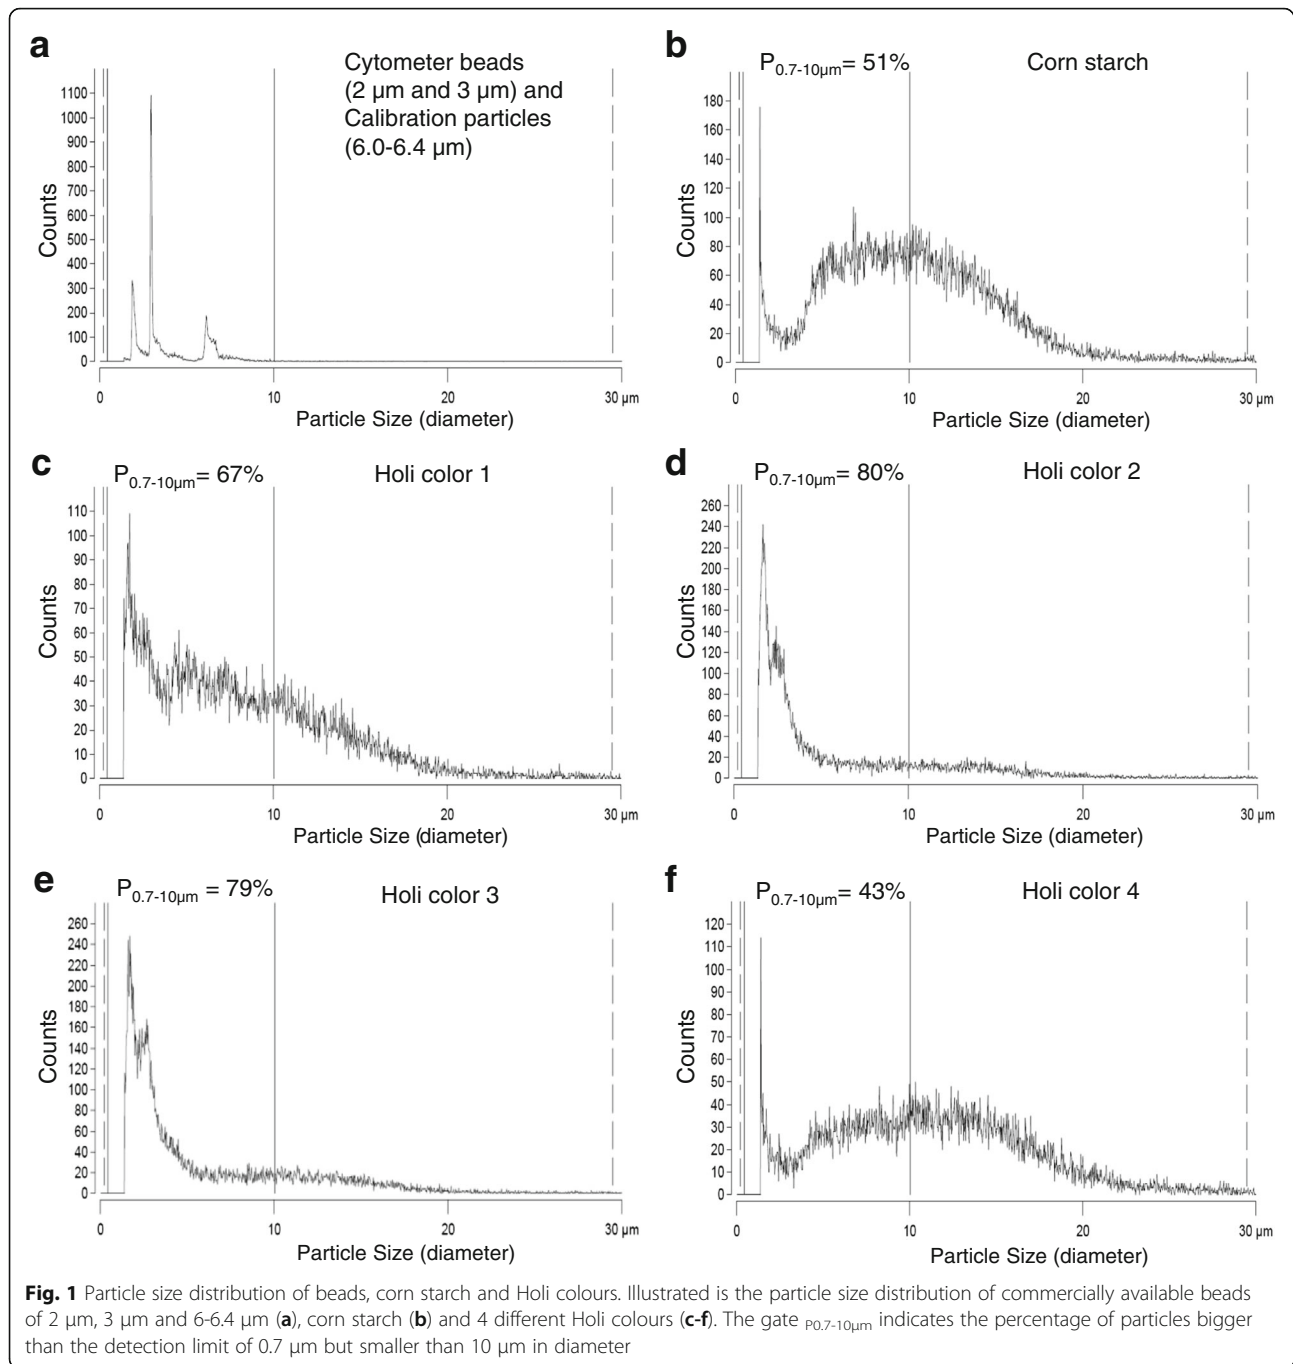 a
Cytometer beads
(2 µm and 3 µm) and
Calibration particles
(6.0-6.4 µm)
1100
1000
900
800
700
600
500
400
300
200
100
0
Counts
0 10 20 30 µm
Particle Size (diameter)
b
P0.7-10µm= 51%
Corn starch
180
160
140
120
100
80
60
40
20
0
Counts
0 10 20 30 µm
Particle Size (diameter)
c
P0.7-10µm= 67%
Holi color 1
110
100
90
80
70
60
50
40
30
20
10
0
Counts
0 10 20 30 µm
Particle Size (diameter)
d
P0.7-10µm= 80%
Holi color 2
260
240
220
200
180
160
140
120
100
80
60
40
20
0
Counts
0 10 20 30 µm
Particle Size (diameter)
e
P0.7-10µm = 79%
Holi color 3
260
240
220
200
180
160
140
120
100
80
60
40
20
0
Counts
0 10 20 30 µm
Particle Size (diameter)
f
P0.7-10µm= 43%
Holi color 4
120
110
100
90
80
70
60
50
40
30
20
10
0
Counts
0 10 20 30 µm
Particle Size (diameter)
Fig. 1 Particle size distribution of beads, corn starch and Holi colours. Illustrated is the particle size distribution of commercially available beads
of 2 µm, 3 µm and 6-6.4 µm (a), corn starch (b) and 4 different Holi colours (c-f). The gate P0.7-10µm indicates the percentage of particles bigger
than the detection limit of 0.7 µm but smaller than 10 µm in diameter